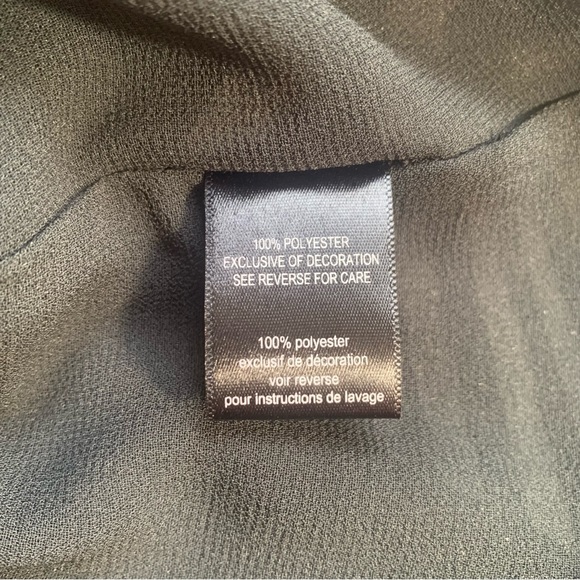 100% POLYESTER
EXCLUSIVE OF DECORATION
SEE REVERSE FOR CARE
100% polyester
exclusif de décoration
voir reverse
pour instructions de lavage